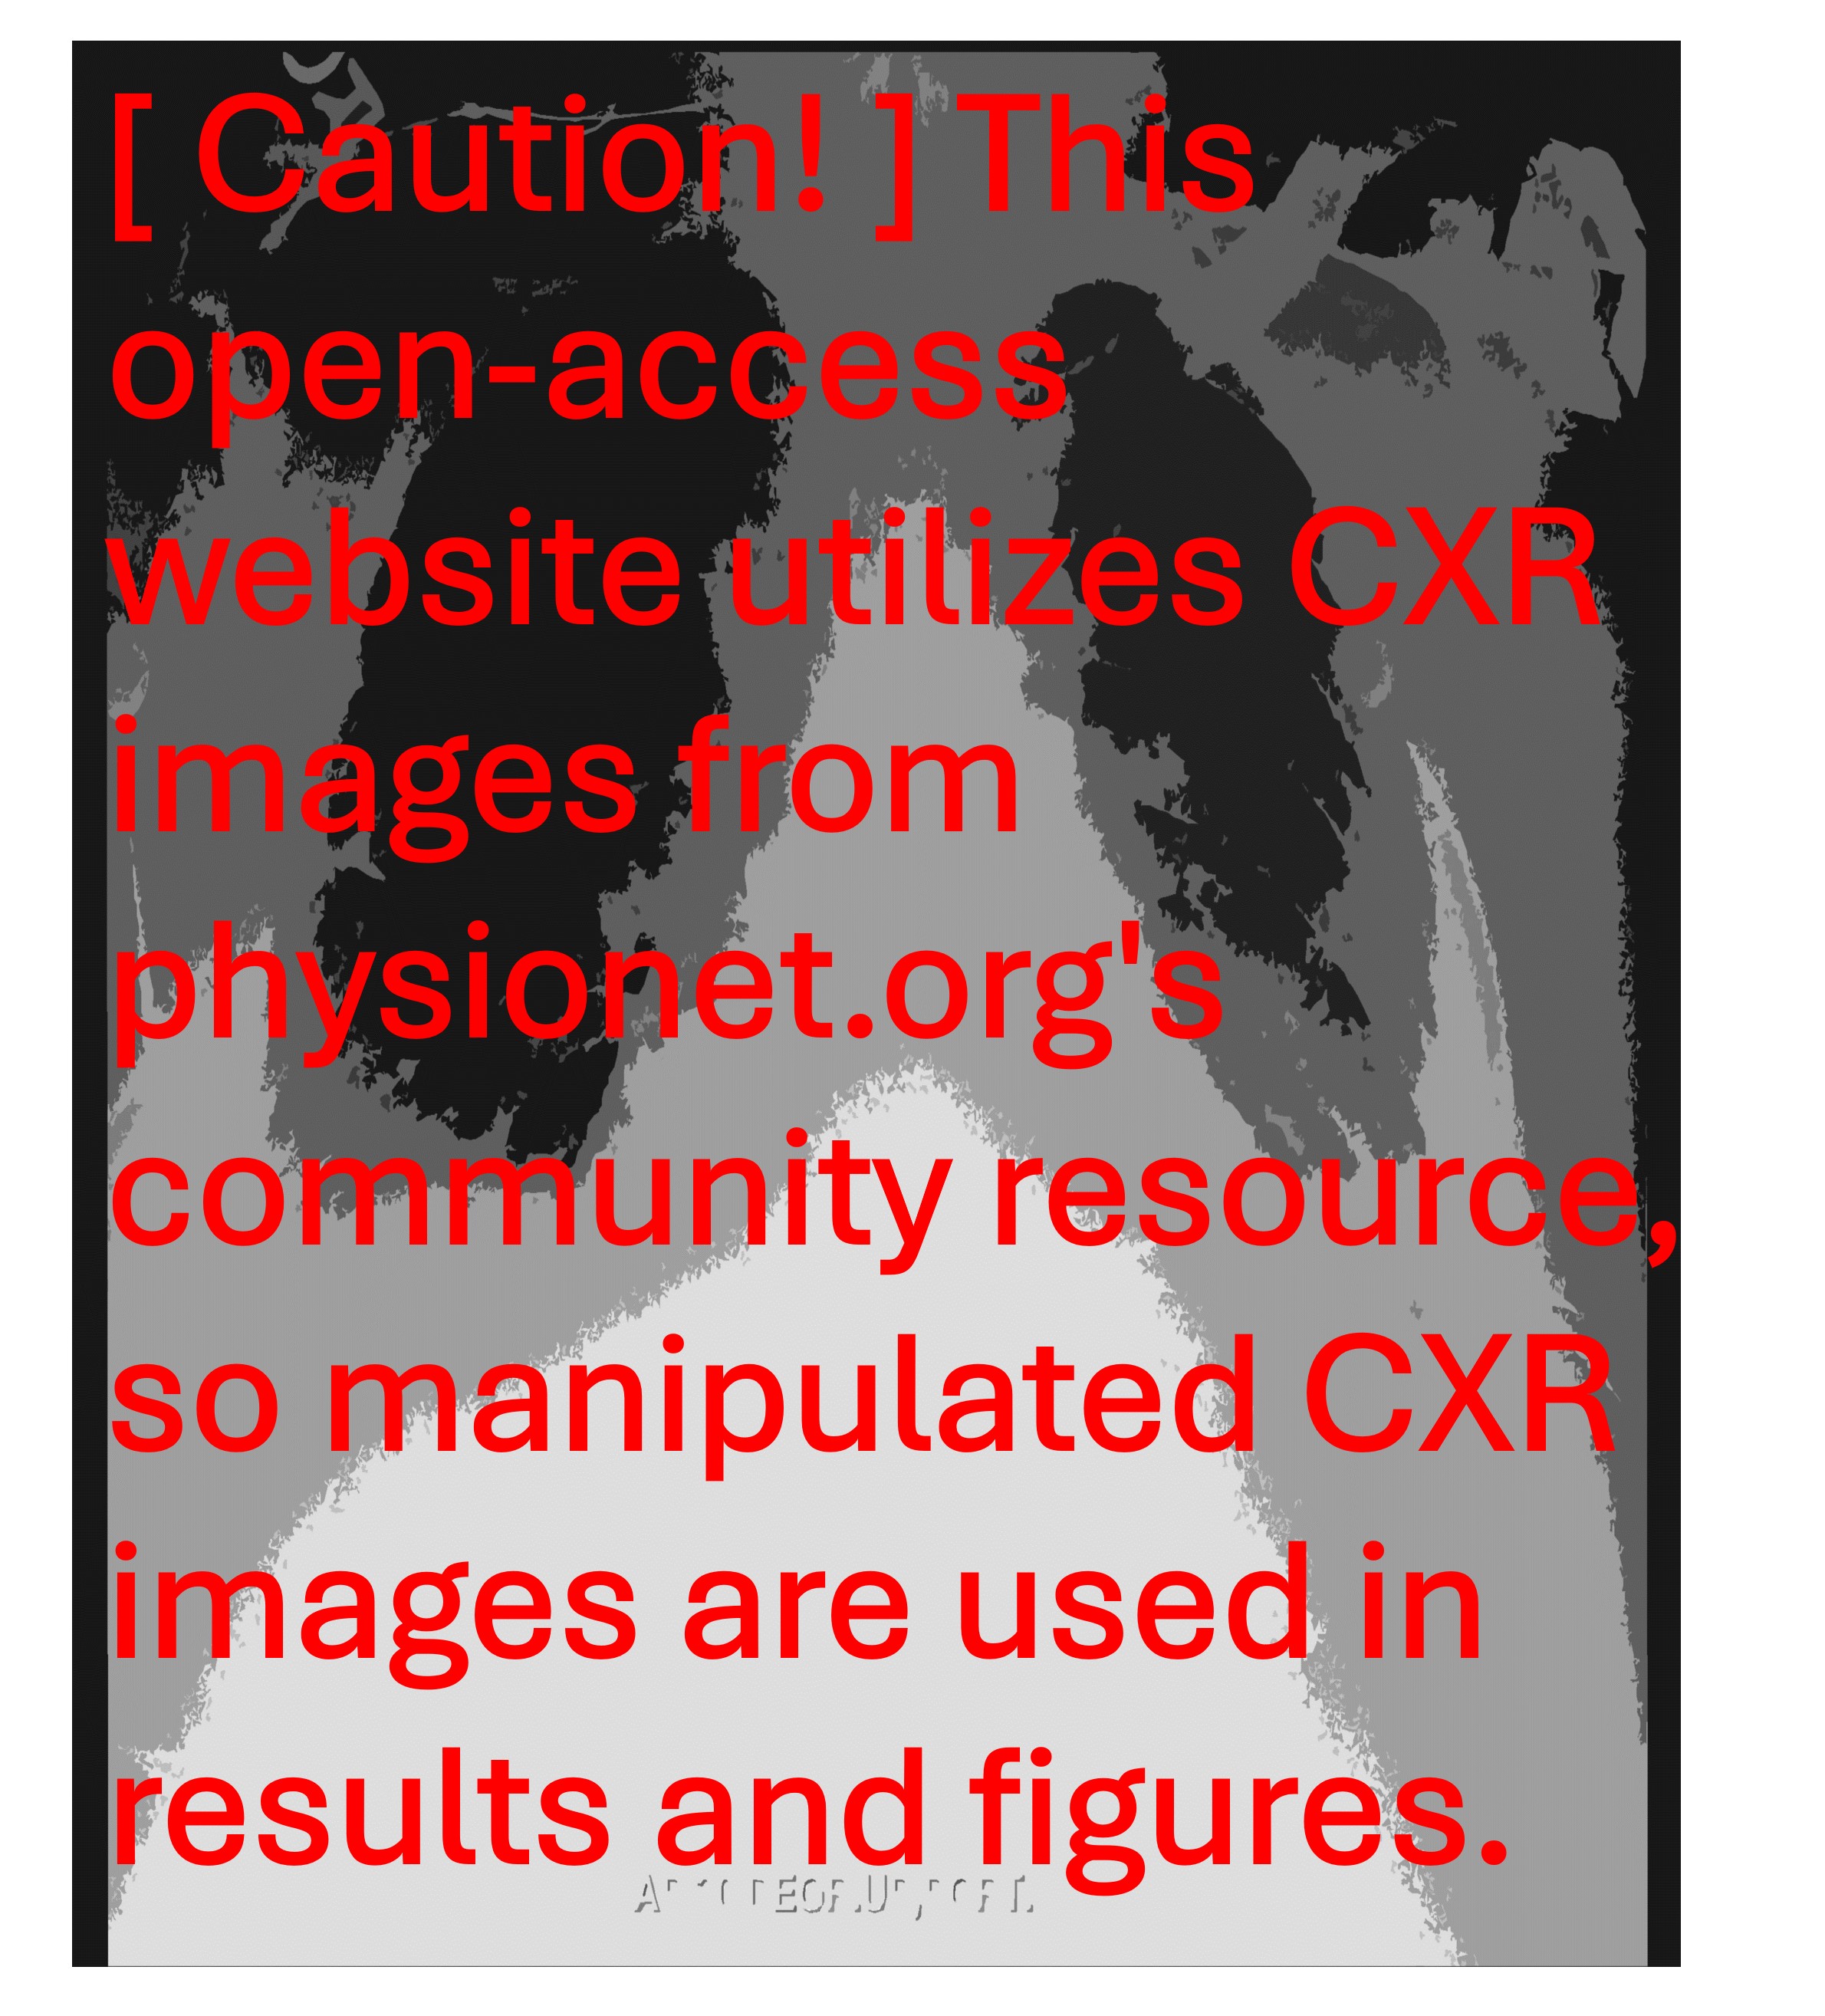 [ Caution! ] This
open-access
website utilizes CXR
images from
physionet.org's
community resource,
so manipulated CXR
images are used in
results and figures.